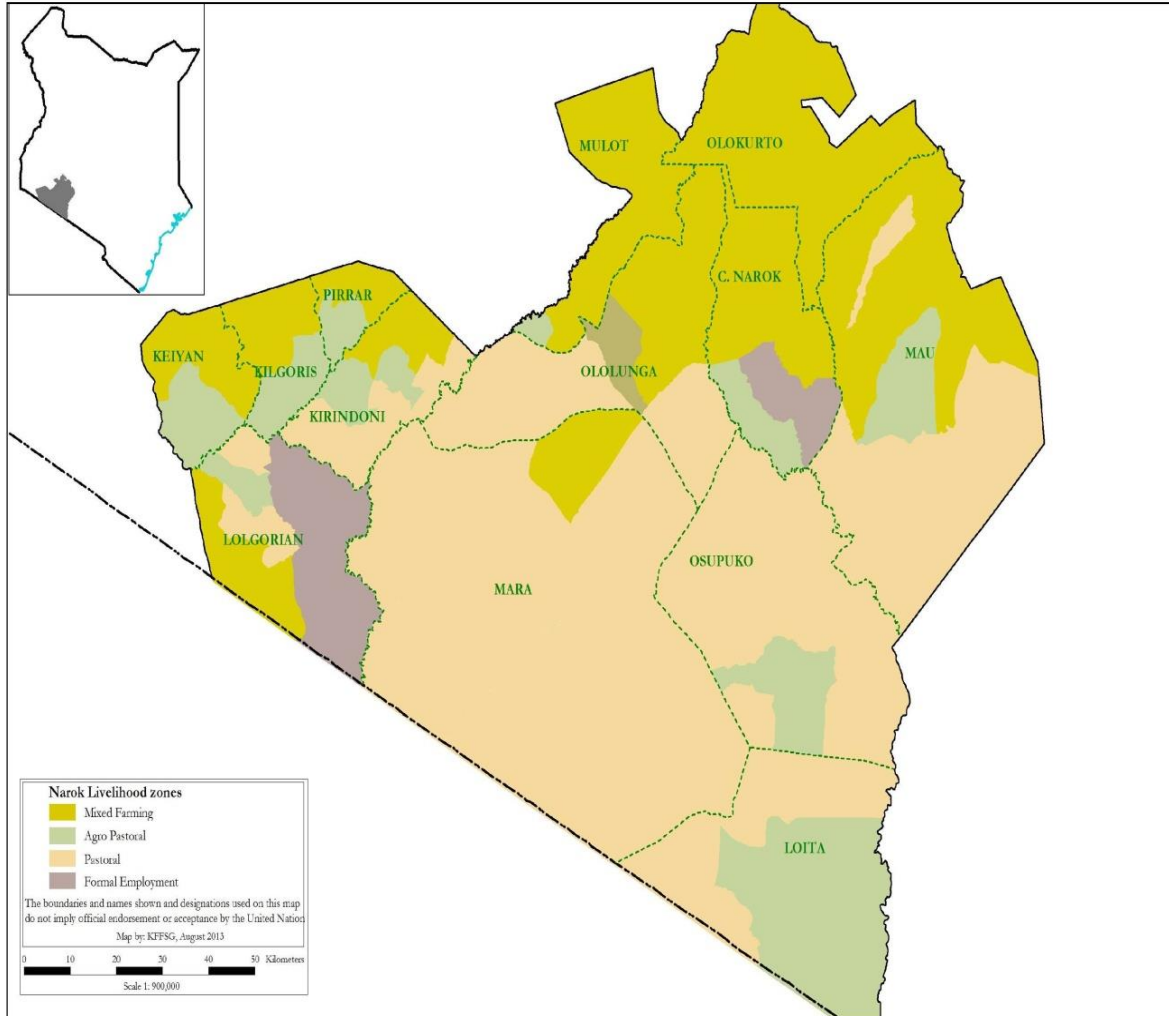 MULOT
OLOKURTO
C. NAROK
PIRRAR
KEIYAN
KILGORIS
OLOLUNGA
MAU
KIRINDONI
LOLGORIAN
OSUPUKO
MARA
LOITA
Narok Livelihood zones
Mixed Farming
Agro Pastoral
Pastoral
Formal Employment
The boundaries and names shown and designations used on this map
do not imply official endorsement or acceptance by the United Nation
Map by: KFFSG, August 2013
0 10 20 30 40 50 Kilometers
Scale 1: 900,000